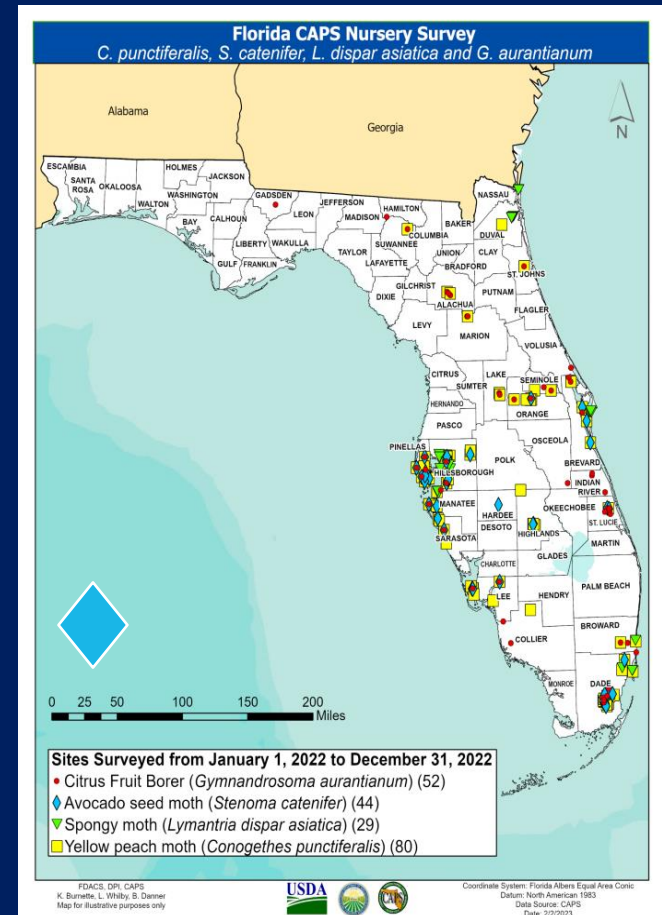 Florida CAPS Nursery Survey
C. punctiferalis, S. catenifer, L. dispar asiatica and G. aurantianum
Alabama
Georgia
N
ESCAMBIA
SANTA ROSA
OKALOOSA
WALTON
HOLMES
JACKSON
WASHINGTON
BAY
CALHOUN
GULF
GADSDEN
LIBERTY
FRANKLIN
LEON
WAKULLA
JEFFERSON
MADISON
TAYLOR
HAMILTON
SUWANNEE
LAFAYETTE
DIXIE
COLUMBIA
GILCHRIST
BAKER
UNION
BRADFORD
ALACHUA
LEVY
NASSAU
DUVAL
CLAY
ST. JOHNS
PUTNAM
FLAGLER
MARION
VOLUSIA
CITRUS
SUMTER
LAKE
SEMINOLE
HERNANDO
ORANGE
PASCO
OSCEOLA
PINELLAS
HILLSBOROUGH
POLK
BREVARD
INDIAN RIVER
MANATEE
HARDEE
OKEECHOBEE
ST. LUCIE
SARASOTA
DESOTO
HIGHLANDS
MARTIN
CHARLOTTE
GLADES
LEE
HENDRY
PALM BEACH
COLLIER
BROWARD
MONROE
DADE
0 25 50 100 150 200
Miles
Sites Surveyed from January 1, 2022 to December 31, 2022
Citrus Fruit Borer (Gymnandrosoma aurantianum) (52)
Avocado seed moth (Stenoma catenifer) (44)
Spongy moth (Lymantria dispar asiatica) (29)
Yellow peach moth (Conogethes punctiferalis) (80)
FDACS, DPI, CAPS
K. Burnette, L. Whilby, B. Danner
Map for illustrative purposes only
USDA
CAPS
Coordinate System: Florida Albers Equal Area Conic
Datum: North American 1983
Data Source: CAPS
Date: 2/2/2023